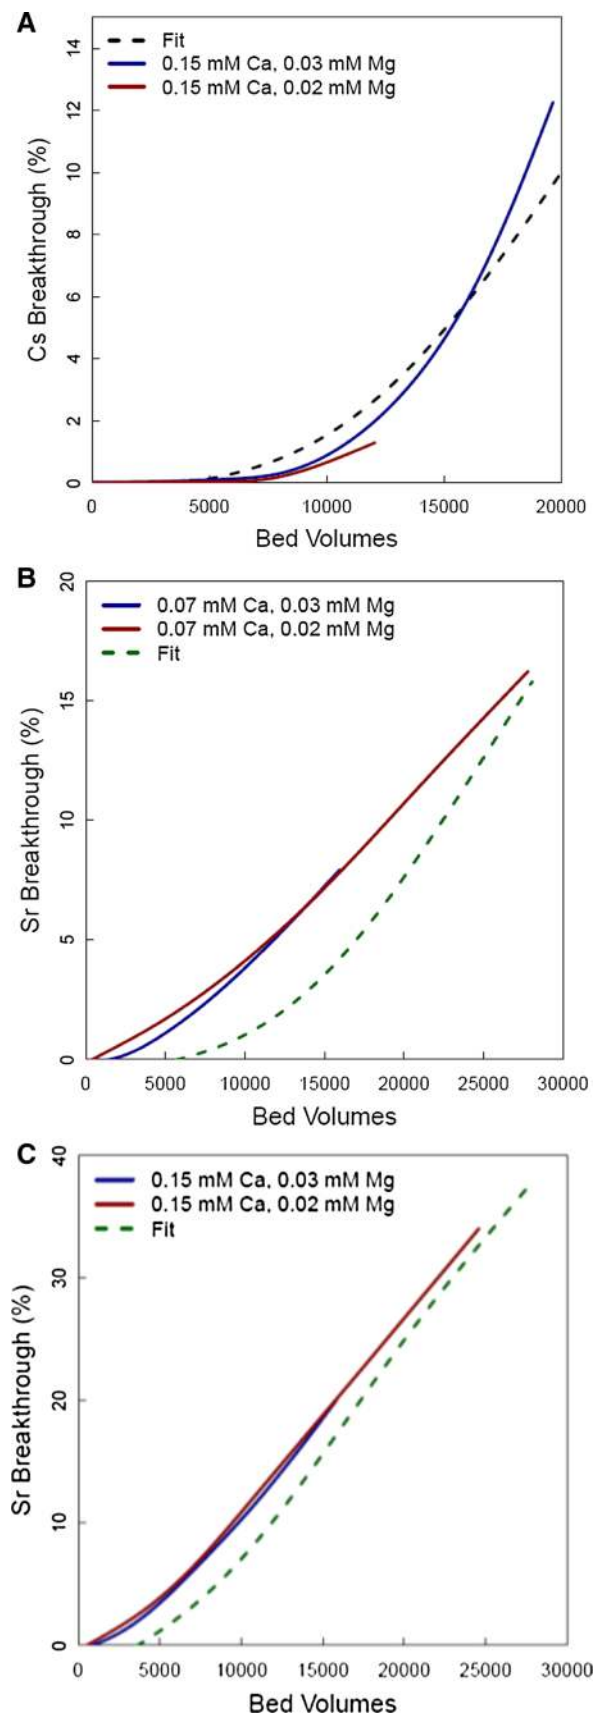 A
Fit
0.15 mM Ca, 0.03 mM Mg
0.15 mM Ca, 0.02 mM Mg
14
12
10
8
6
4
2
0
Cs Breakthrough (%)
0 5000 10000 15000 20000
Bed Volumes
B
0.07 mM Ca, 0.03 mM Mg
0.07 mM Ca, 0.02 mM Mg
Fit
20
15
10
5
0
Sr Breakthrough (%)
0 5000 10000 15000 20000 25000 30000
Bed Volumes
C
0.15 mM Ca, 0.03 mM Mg
0.15 mM Ca, 0.02 mM Mg
Fit
40
30
20
10
0
Sr Breakthrough (%)
0 5000 10000 15000 20000 25000 30000
Bed Volumes